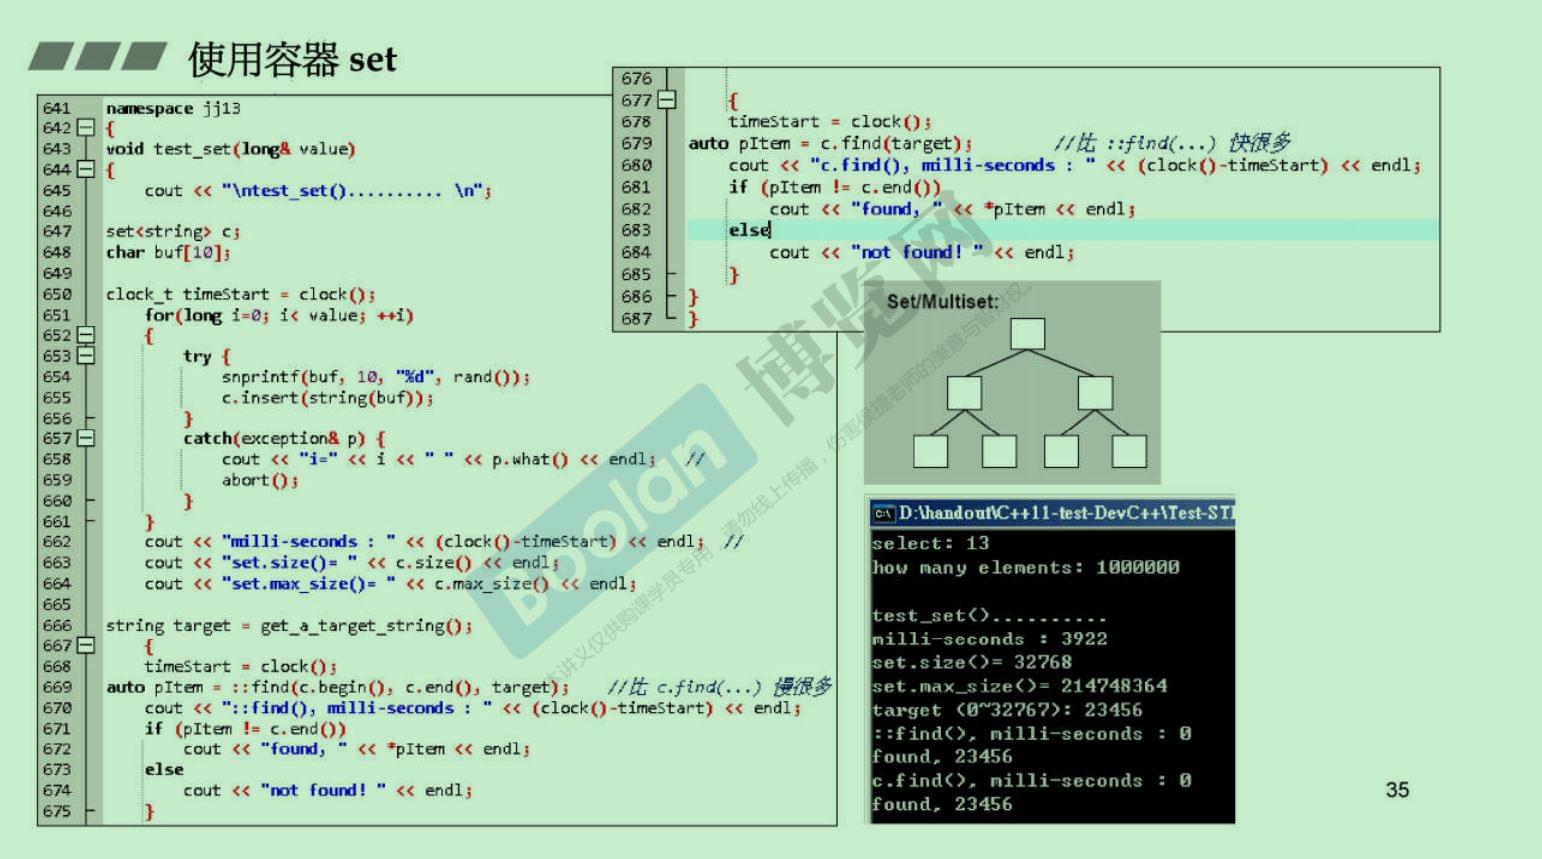 使用容器 set
641 namespace jj13
642 {
643 void test_set(long& value)
644 {
645 cout << "\ntest_set().......... \n";
646
647 set<string> c;
648 char buf[10];
649
650 clock_t timeStart = clock();
651 for(long i=0; i< value; ++i)
652 {
653 try {
654 snprintf(buf, 10, "%d", rand());
655 c.insert(string(buf));
656 }
657 catch(exception& p) {
658 cout << "i=" << i << " " << p.what() << endl; //
659 abort();
660 }
661 }
662 cout << "milli-seconds : " << (clock()-timeStart) << endl; //
663 cout << "set.size()= " << c.size() << endl;
664 cout << "set.max_size()= " << c.max_size() << endl;
665
666 string target = get_a_target_string();
667 {
668 timeStart = clock();
669 auto pItem = ::find(c.begin(), c.end(), target); //比 c.find(...) 慢很多
670 cout << "::find(), milli-seconds : " << (clock()-timeStart) << endl;
671 if (pItem != c.end())
672 cout << "found, " << *pItem << endl;
673 else
674 cout << "not found! " << endl;
675 }
676
677 {
678 timeStart = clock();
679 auto pItem = c.find(target); //比 ::find(...) 快很多
680 cout << "c.find(), milli-seconds : " << (clock()-timeStart) << endl;
681 if (pItem != c.end())
682 cout << "found, " << *pItem << endl;
683 else
684 cout << "not found! " << endl;
685 }
686 }
687 }
Set/Multiset:
D:\handout\C++11-test-DevC++\Test-STL
select: 13
how many elements: 1000000
test_set()..........
milli-seconds : 3922
set.size()= 32768
set.max_size()= 214748364
target (0~32767): 23456
::find(), milli-seconds : 0
found, 23456
c.find(), milli-seconds : 0
found, 23456
35
Boolan 博览网
本讲义仅供购课学员专用，请勿线上传播，伤害侯捷老师的美意与智财权。